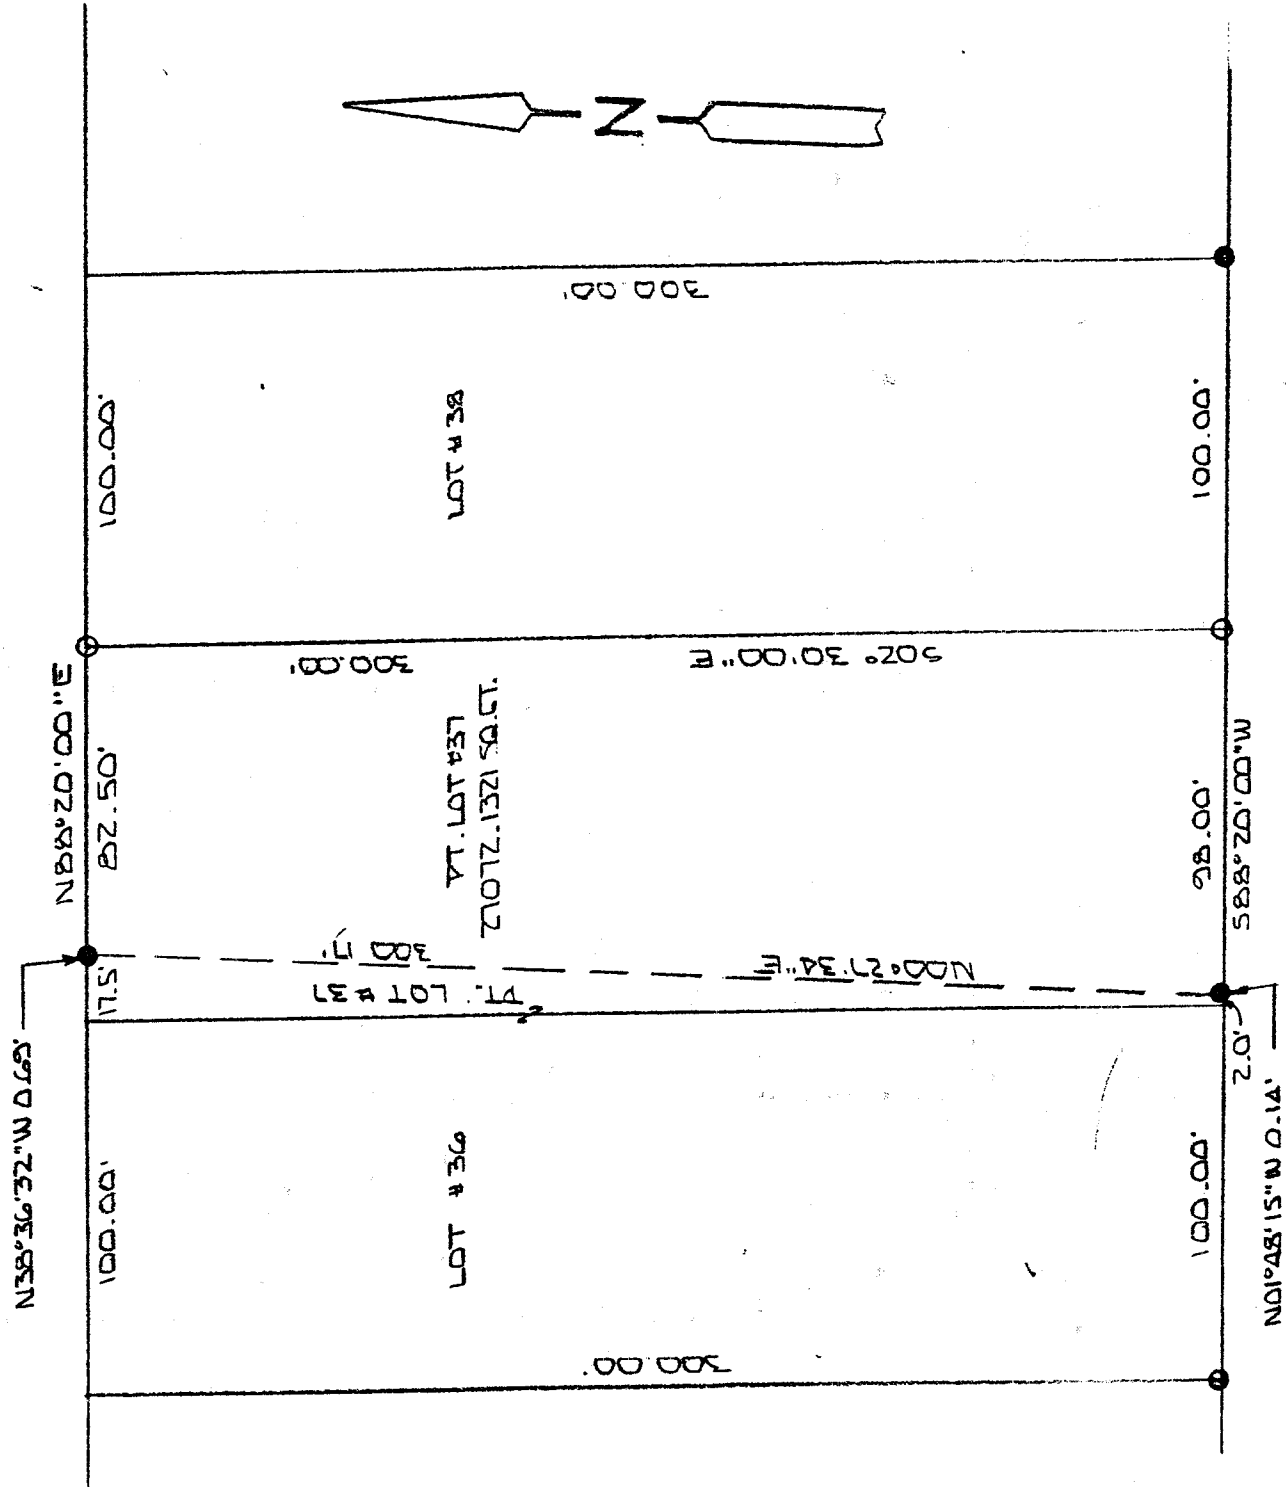 N
300.00'
100.00'
LOT # 38
100.00'
N88°20'00"E
82.50'
300.00'
S02° 30'00"E
PT. LOT #37
27072.1321 SQ.FT.
98.00'
S88°20'00"W
300.17'
N00°27'34"E
17.5'
PT. LOT # 37
2.0'
N38°36'32"W 0.69'
N01°48'15"W 0.14'
100.00'
LOT # 36
100.00'
300.00'